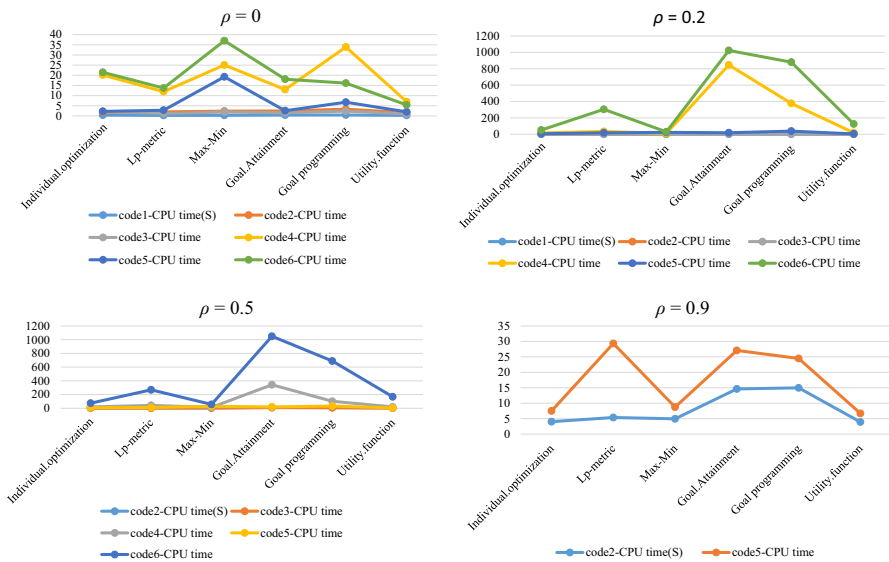 ρ = 0
40
35
30
25
20
15
10
5
0
Individual.optimization
Lp-metric
Max-Min
Goal.Attainment
Goal programming
Utility.function
code1-CPU time(S) code2-CPU time
code3-CPU time code4-CPU time
code5-CPU time code6-CPU time
ρ = 0.2
1200
1000
800
600
400
200
0
Individual.optimization
Lp-metric
Max-Min
Goal.Attainment
Goal programming
Utility.function
code1-CPU time(S) code2-CPU time code3-CPU time
code4-CPU time code5-CPU time code6-CPU time
ρ = 0.5
1200
1000
800
600
400
200
0
Individual.optimization
Lp-metric
Max-Min
Goal.Attainment
Goal programming
Utility.function
code2-CPU time(S) code3-CPU time
code4-CPU time code5-CPU time
code6-CPU time
ρ = 0.9
35
30
25
20
15
10
5
0
Individual.optimization
Lp-metric
Max-Min
Goal.Attainment
Goal programming
Utility.function
code2-CPU time(S) code5-CPU time